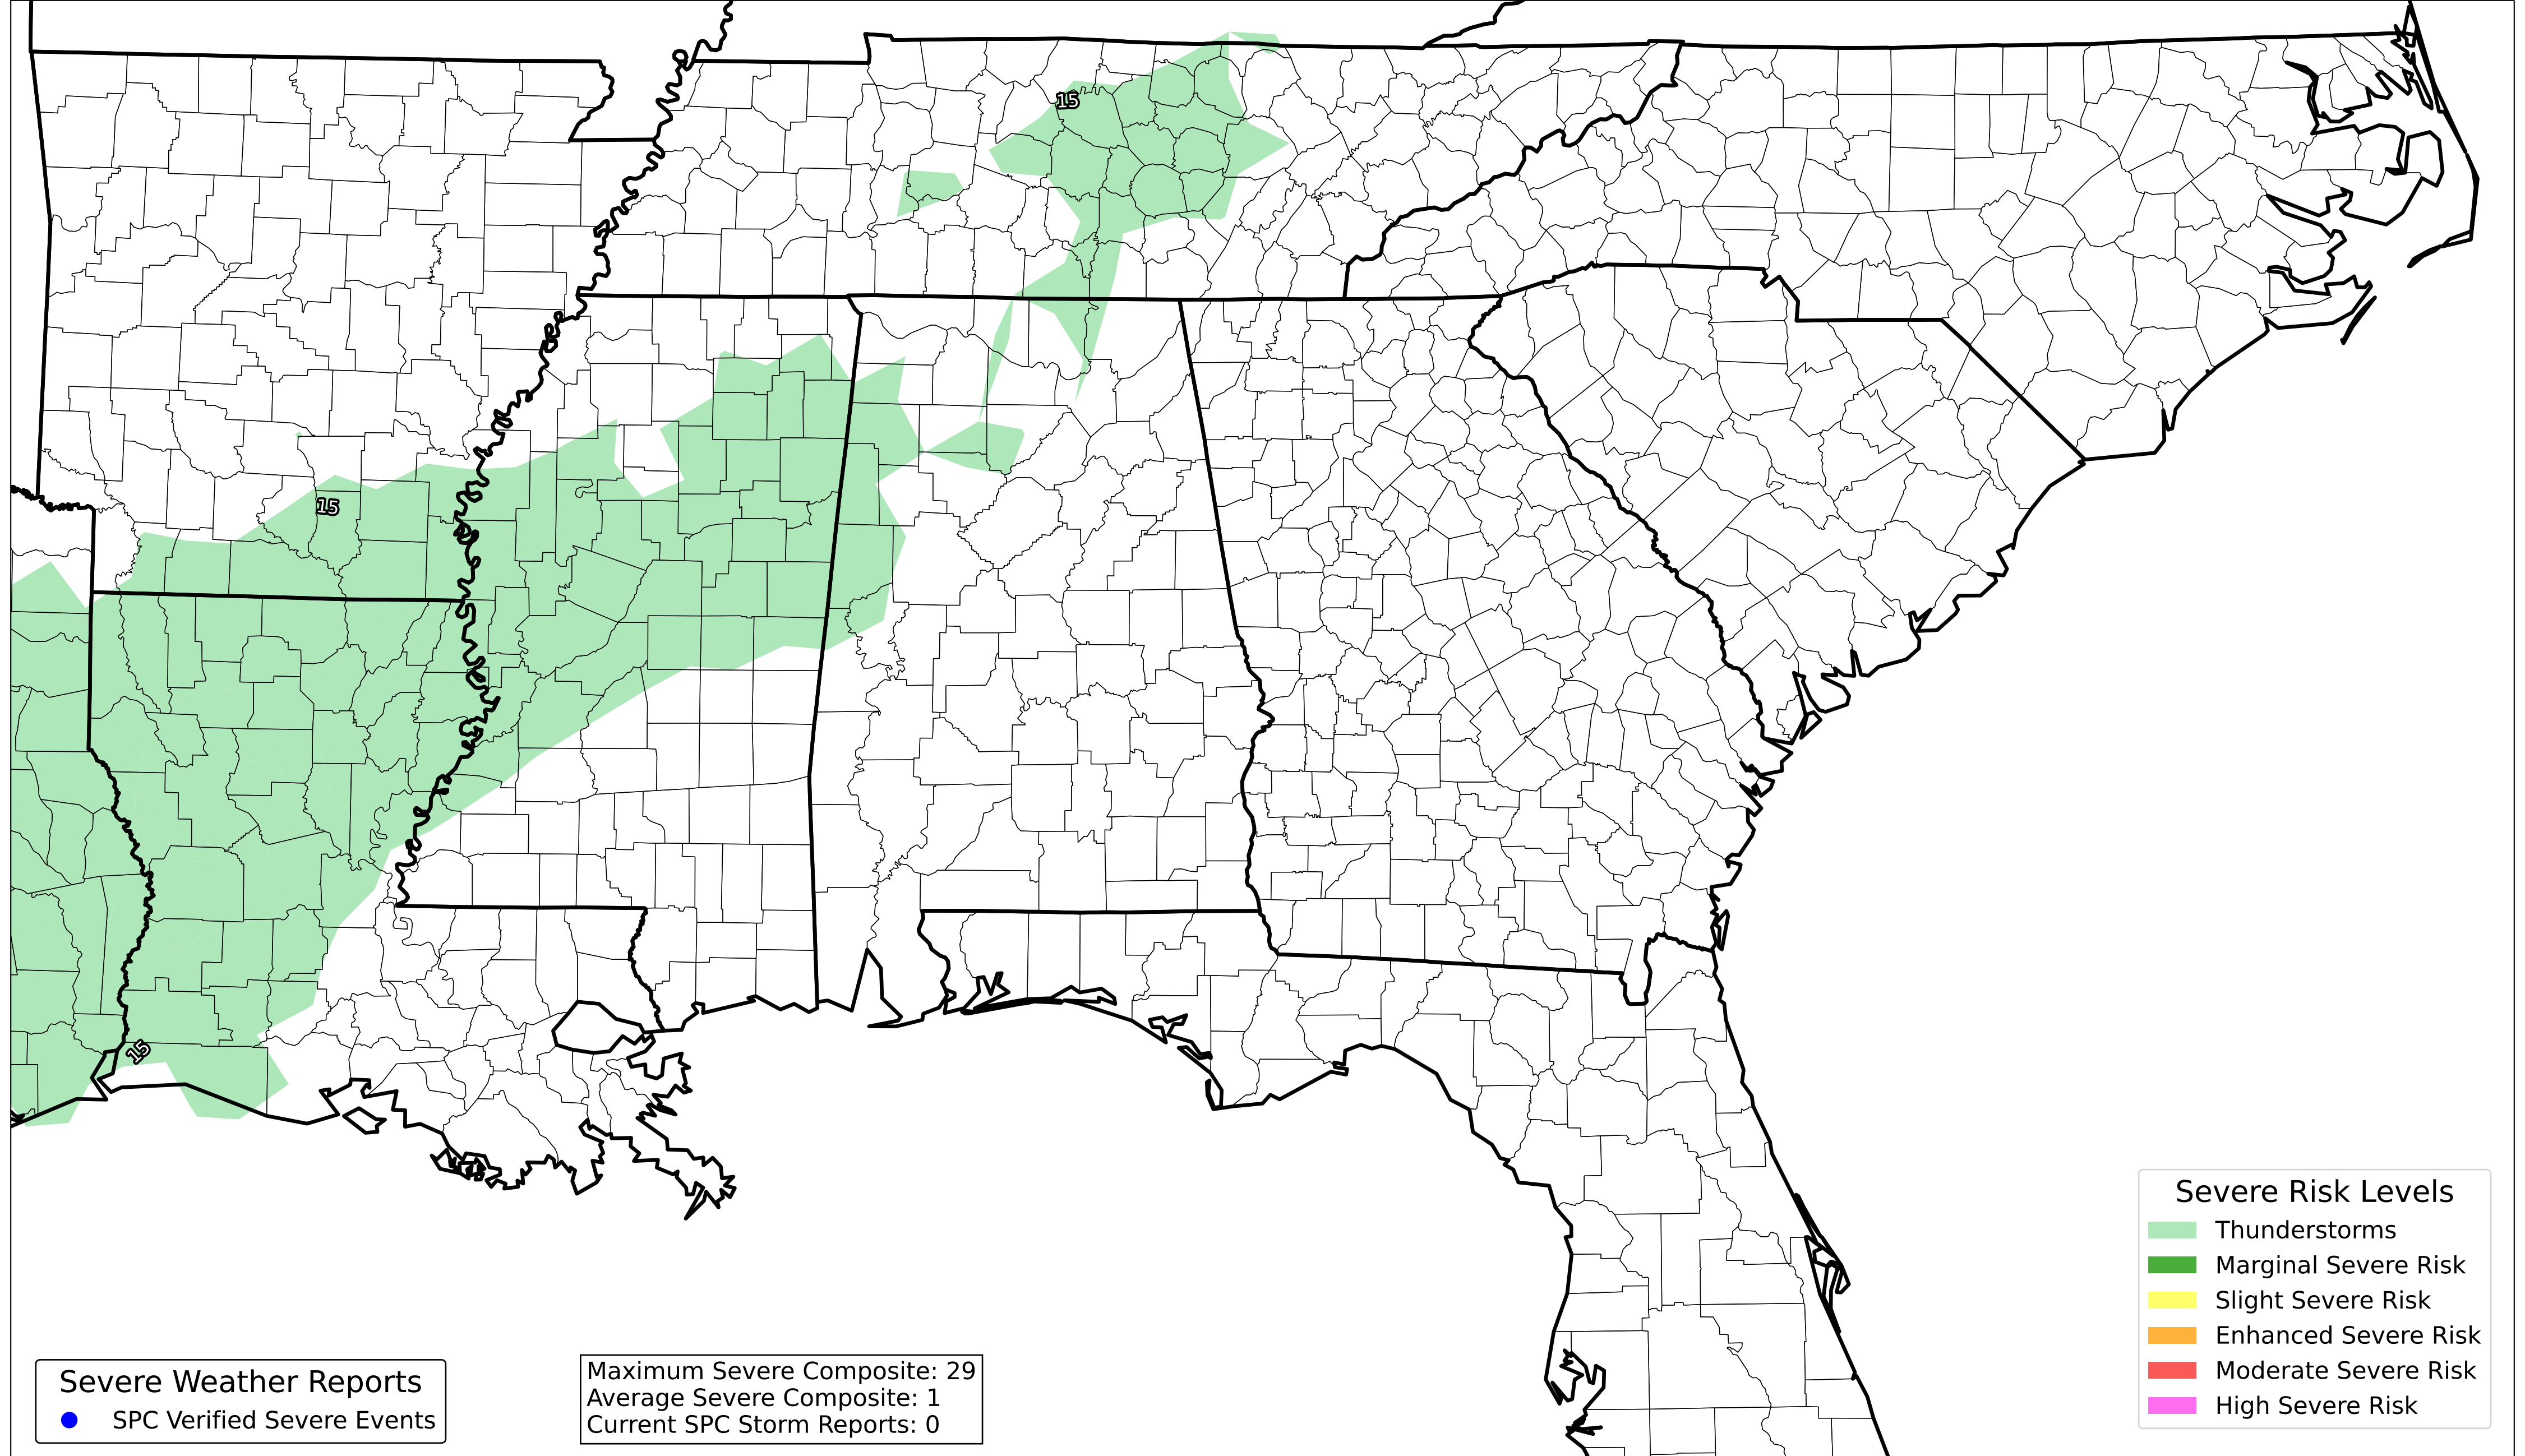 15
15
15
Severe Risk Levels
Thunderstorms
Marginal Severe Risk
Slight Severe Risk
Enhanced Severe Risk
Moderate Severe Risk
High Severe Risk
Severe Weather Reports
SPC Verified Severe Events
Maximum Severe Composite: 29
Average Severe Composite: 1
Current SPC Storm Reports: 0